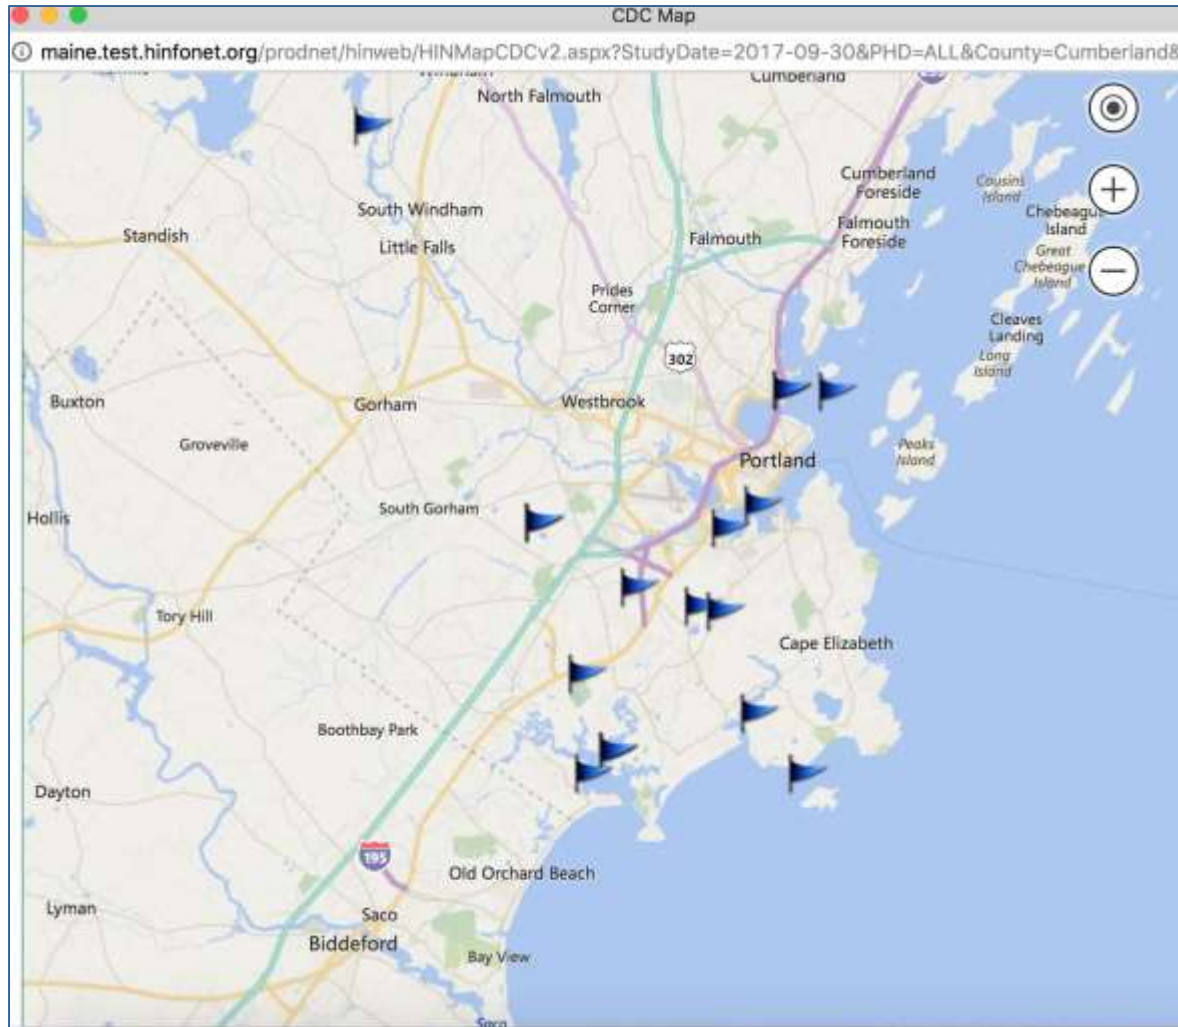 CDC Map
maine.test.hinfonet.org/prodnet/hinweb/HINMapCDCv2.aspx?StudyDate=2017-09-30&PHD=ALL&County=Cumberland&
Cumberland
North Falmouth
Cumberland
Foreside
Cousins
Island
Chebeague
Island
South Windham
Standish
Little Falls
Falmouth
Falmouth
Foreside
Great
Chebeague
Island
Prides
Corner
Cleaves
Landing
302
Long
Island
Buxton
Gorham
Westbrook
Groveville
Peaks
Island
Portland
South Gorham
Hollis
Tory Hill
Cape Elizabeth
Boothbay Park
Dayton
195
Old Orchard Beach
Lyman
Saco
Biddeford
Bay View